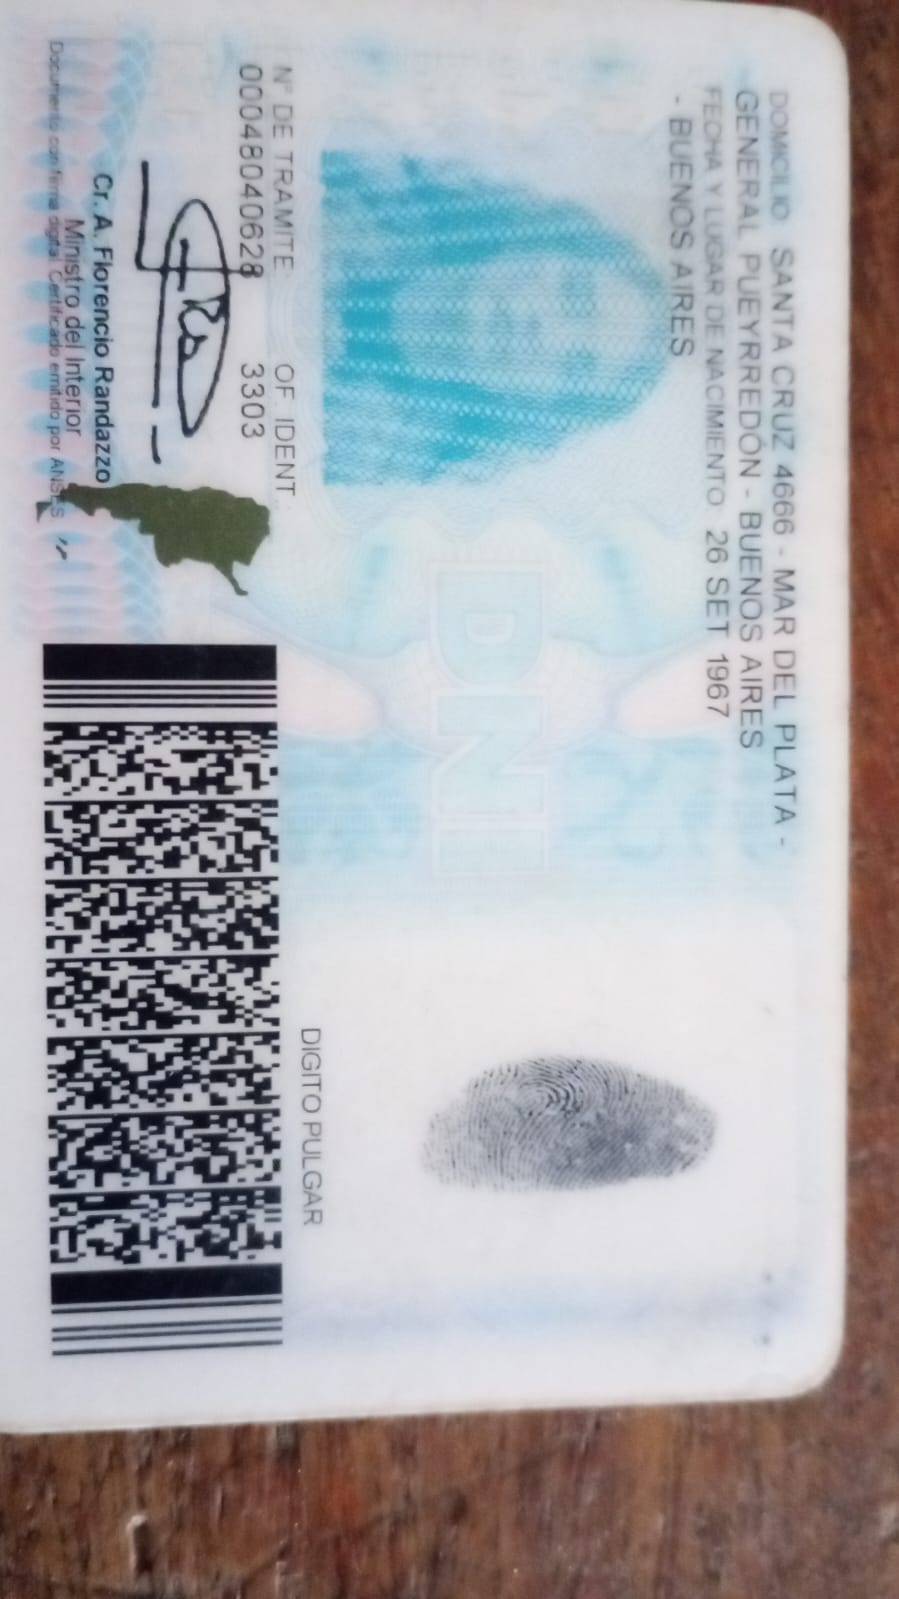 DOMICILIO SANTA CRUZ 4666 - MAR DEL PLATA -
GENERAL PUEYRREDÓN - BUENOS AIRES
FECHA Y LUGAR DE NACIMIENTO 26 SET 1967
- BUENOS AIRES
DNI
N° DE TRAMITE OF. IDENT.
00048040628 3303
Cr. A. Florencio Randazzo
Ministro del Interior
Documento con firma digital. Certificado emitido por ANSES
DIGITO PULGAR